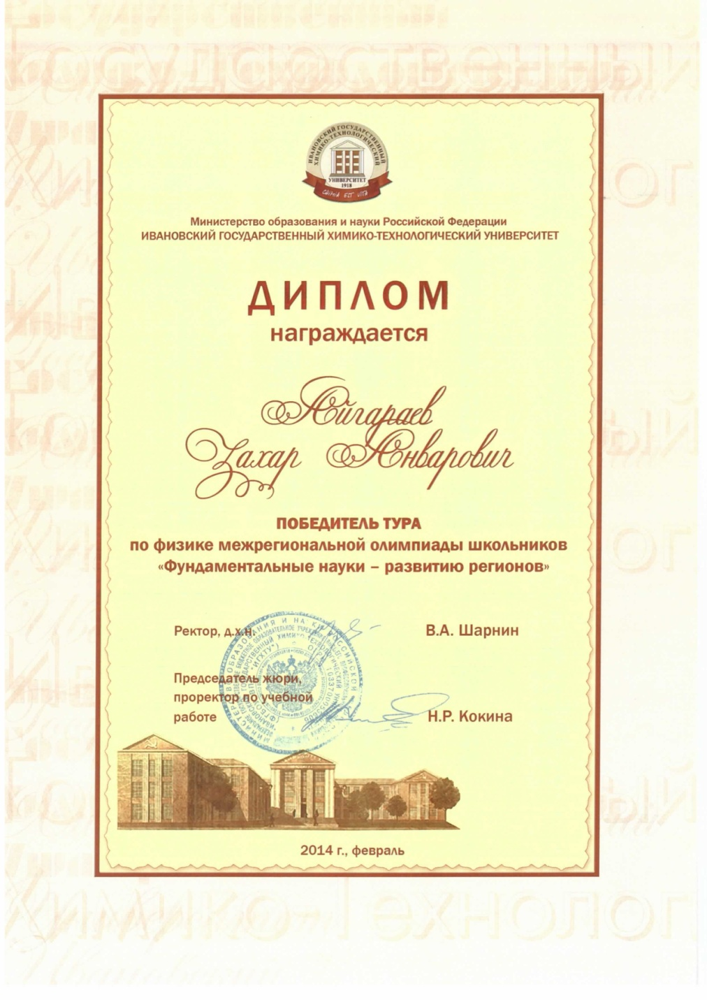 ИВАНОВСКИЙ ГОСУДАРСТВЕННЫЙ
ХИМИКО-ТЕХНОЛОГИЧЕСКИЙ
УНИВЕРСИТЕТ
1918
Министерство образования и науки Российской Федерации
ИВАНОВСКИЙ ГОСУДАРСТВЕННЫЙ ХИМИКО-ТЕХНОЛОГИЧЕСКИЙ УНИВЕРСИТЕТ
ДИПЛОМ
награждается
Айгараев
Захар Анварович
ПОБЕДИТЕЛЬ ТУРА
по физике межрегиональной олимпиады школьников
«Фундаментальные науки – развитию регионов»
Ректор, д.х.н. В.А. Шарнин
Председатель жюри,
проректор по учебной
работе Н.Р. Кокина
2014 г., февраль